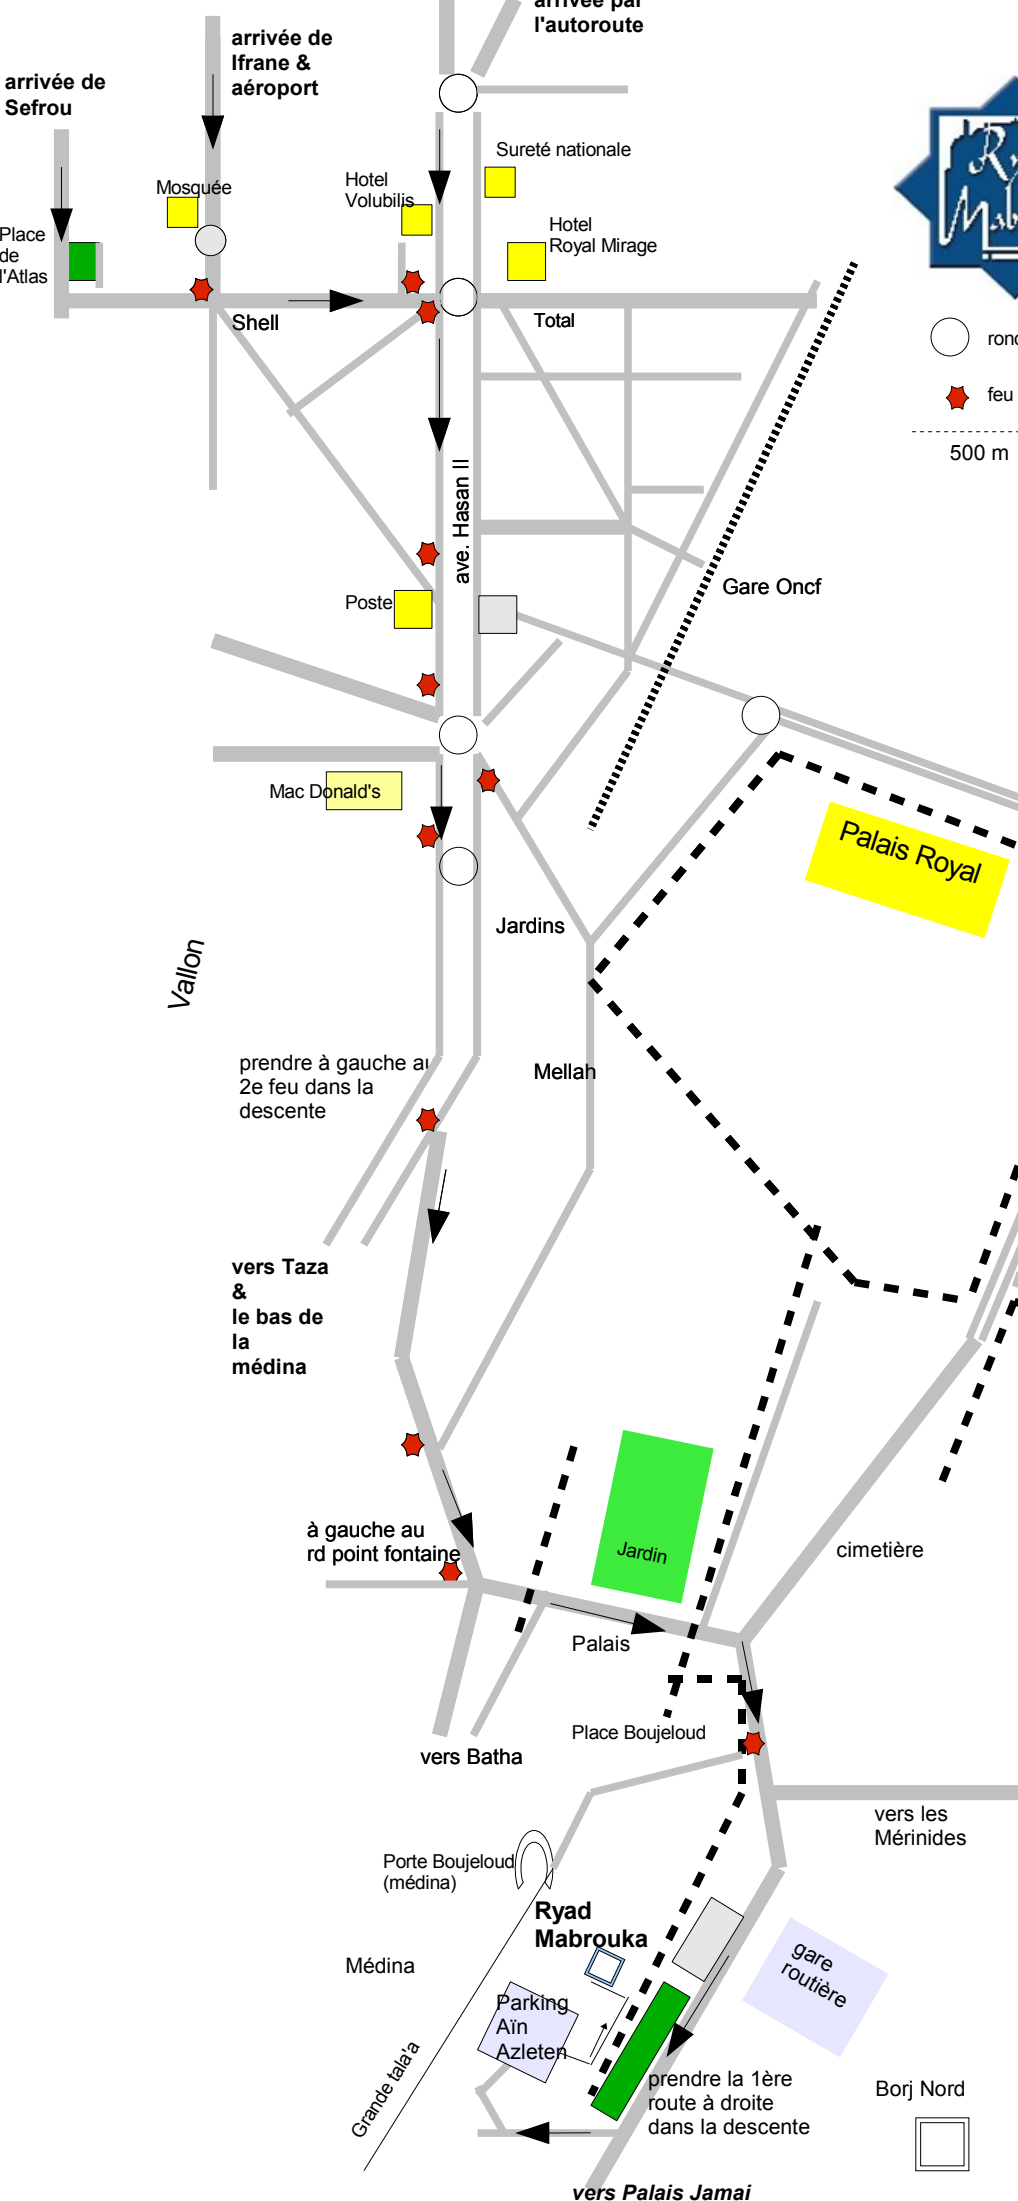 arrivée par
l'autoroute
arrivée de
Ifrane &
aéroport
arrivée de
Sefrou
Sureté nationale
Mosquée
Hotel
Volubilis
Hotel
Royal Mirage
Place
de
l'Atlas
Shell
Total
feu
500 m
ave. Hasan II
Gare Oncf
Poste
Mac Donald's
Palais Royal
Jardins
Vallon
prendre à gauche au
2e feu dans la
descente
Mellah
vers Taza
&
le bas de
la
médina
à gauche au
rd point fontaine
Jardin
cimetière
Palais
Place Boujeloud
vers Batha
vers les
Mérinides
Porte Boujeloud
(médina)
Ryad
Mabrouka
gare
routière
Médina
Parking
Aïn
Azleten
Grande tala'a
prendre la 1ère
route à droite
dans la descente
Borj Nord
vers Palais Jamai